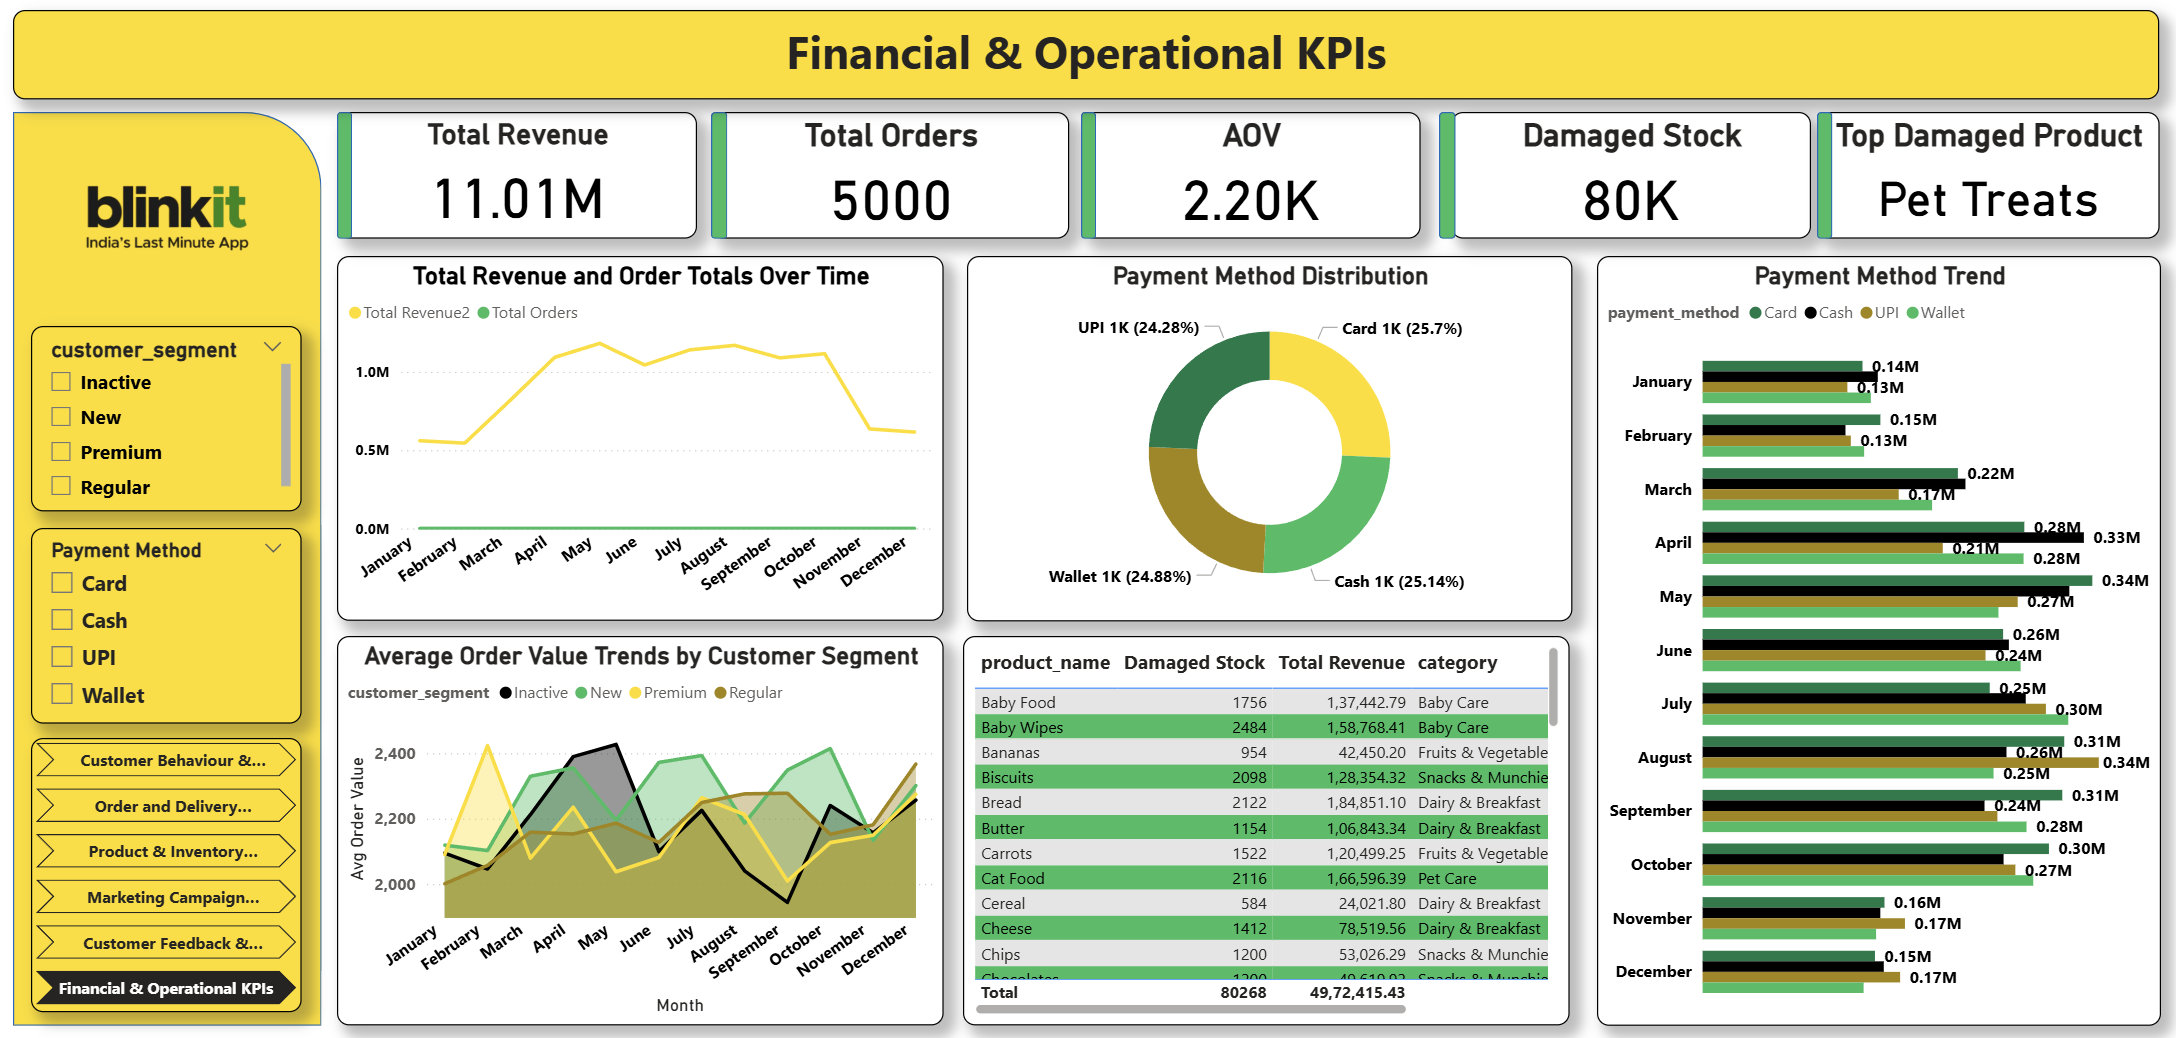 Financial & Operational KPIs
blinkit
India's Last Minute App
customer_segment
Inactive
New
Premium
Regular
Payment Method
Card
Cash
UPI
Wallet
Customer Behaviour &...
Order and Delivery...
Product & Inventory...
Marketing Campaign...
Customer Feedback &...
Financial & Operational KPIs
Total Revenue
11.01M
Total Orders
5000
AOV
2.20K
Damaged Stock
80K
Top Damaged Product
Pet Treats
Total Revenue and Order Totals Over Time
Total Revenue2 Total Orders
1.0M
0.5M
0.0M
January February March April May June July August September October November December
Payment Method Distribution
UPI 1K (24.28%)
Card 1K (25.7%)
Wallet 1K (24.88%)
Cash 1K (25.14%)
Payment Method Trend
payment_method Card Cash UPI Wallet
January 0.14M 0.13M
February 0.15M 0.13M
March 0.22M 0.17M
April 0.28M 0.33M 0.21M 0.28M
May 0.34M 0.27M
June 0.26M 0.24M
July 0.25M 0.30M
August 0.31M 0.26M 0.34M 0.25M
September 0.31M 0.24M 0.28M
October 0.30M 0.27M
November 0.16M 0.17M
December 0.15M 0.17M
Average Order Value Trends by Customer Segment
customer_segment Inactive New Premium Regular
Avg Order Value
2,400
2,200
2,000
January February March April May June July August September October November December
Month
product_name Damaged Stock Total Revenue category
Baby Food 1756 1,37,442.79 Baby Care
Baby Wipes 2484 1,58,768.41 Baby Care
Bananas 954 42,450.20 Fruits & Vegetable
Biscuits 2098 1,28,354.32 Snacks & Munchie
Bread 2122 1,84,851.10 Dairy & Breakfast
Butter 1154 1,06,843.34 Dairy & Breakfast
Carrots 1522 1,20,499.25 Fruits & Vegetable
Cat Food 2116 1,66,596.39 Pet Care
Cereal 584 24,021.80 Dairy & Breakfast
Cheese 1412 78,519.56 Dairy & Breakfast
Chips 1200 53,026.29 Snacks & Munchie
Chocolates Snacks & Munchie
Total 80268 49,72,415.43